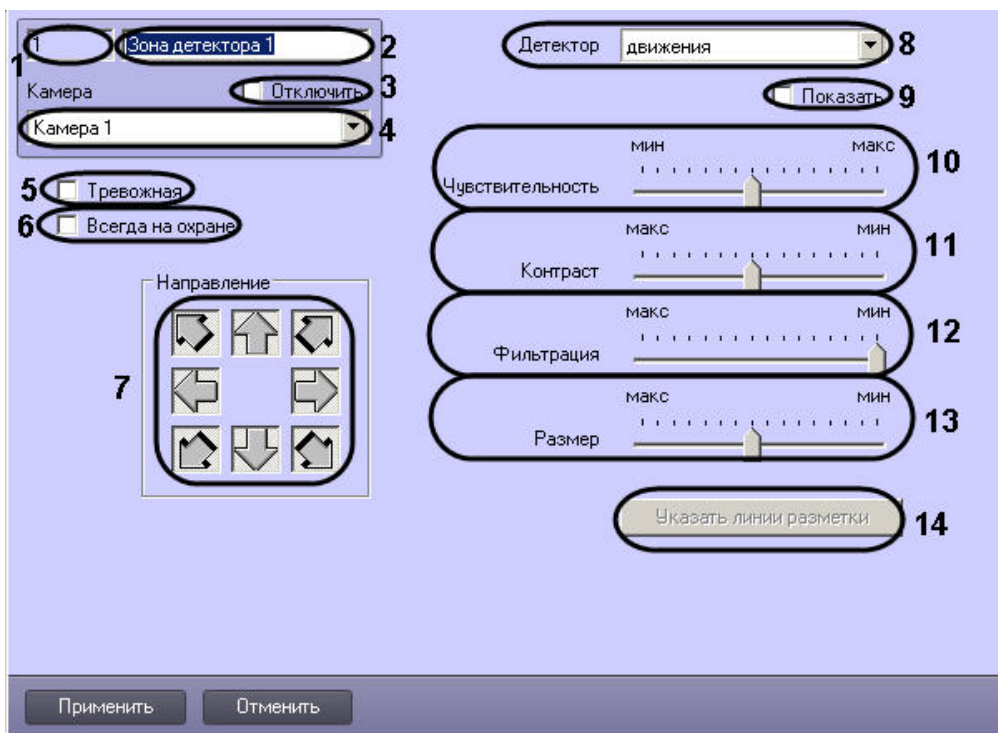 1 Зона детектора 1 2
1
Камера Отключить 3
Камера 1 4
5 Тревожная
6 Всегда на охране
Направление
7
Детектор движения 8
Показать 9
мин макс 10
Чувствительность
макс мин 11
Контраст
макс мин 12
Фильтрация
макс мин 13
Размер
Указать линии разметки 14
Применить Отменить